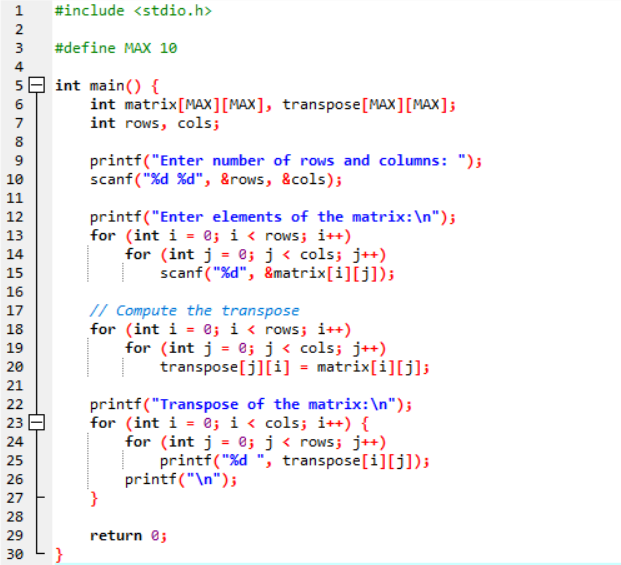 1 #include <stdio.h>
2
3 #define MAX 10
4
5 int main() {
6     int matrix[MAX][MAX], transpose[MAX][MAX];
7     int rows, cols;
8
9     printf("Enter number of rows and columns: ");
10     scanf("%d %d", &rows, &cols);
11
12     printf("Enter elements of the matrix:\n");
13     for (int i = 0; i < rows; i++)
14         for (int j = 0; j < cols; j++)
15             scanf("%d", &matrix[i][j]);
16
17     // Compute the transpose
18     for (int i = 0; i < rows; i++)
19         for (int j = 0; j < cols; j++)
20             transpose[j][i] = matrix[i][j];
21
22     printf("Transpose of the matrix:\n");
23     for (int i = 0; i < cols; i++) {
24         for (int j = 0; j < rows; j++)
25             printf("%d ", transpose[i][j]);
26         printf("\n");
27     }
28
29     return 0;
30 }